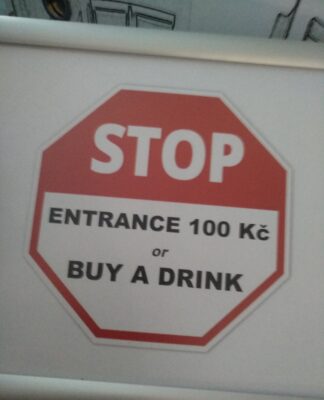 STOP
ENTRANCE 100 Kč
or
BUY A DRINK